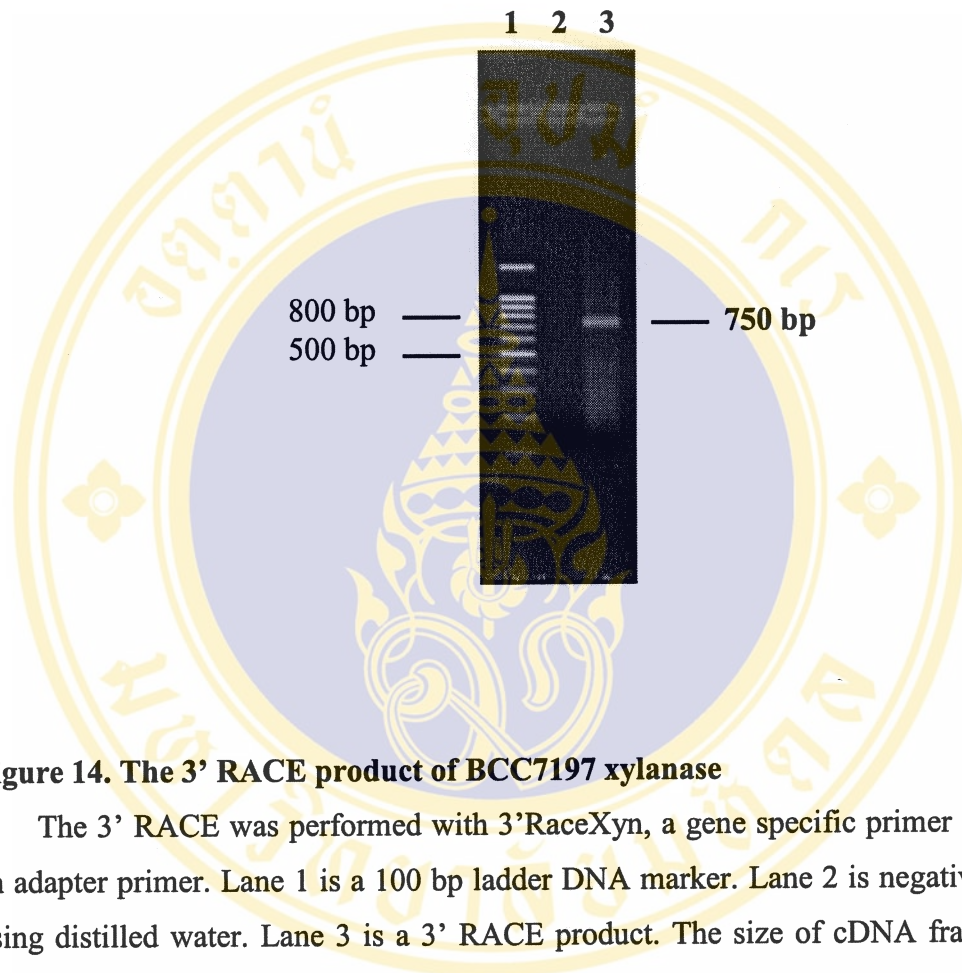 1 2 3
800 bp
500 bp
750 bp
gure 14. The 3’ RACE product of BCC7197 xylanase
The 3’ RACE was performed with 3’RaceXyn, a gene specific primer
adapter primer. Lane 1 is a 100 bp ladder DNA marker. Lane 2 is negativ
sing distilled water. Lane 3 is a 3’ RACE product. The size of cDNA fra